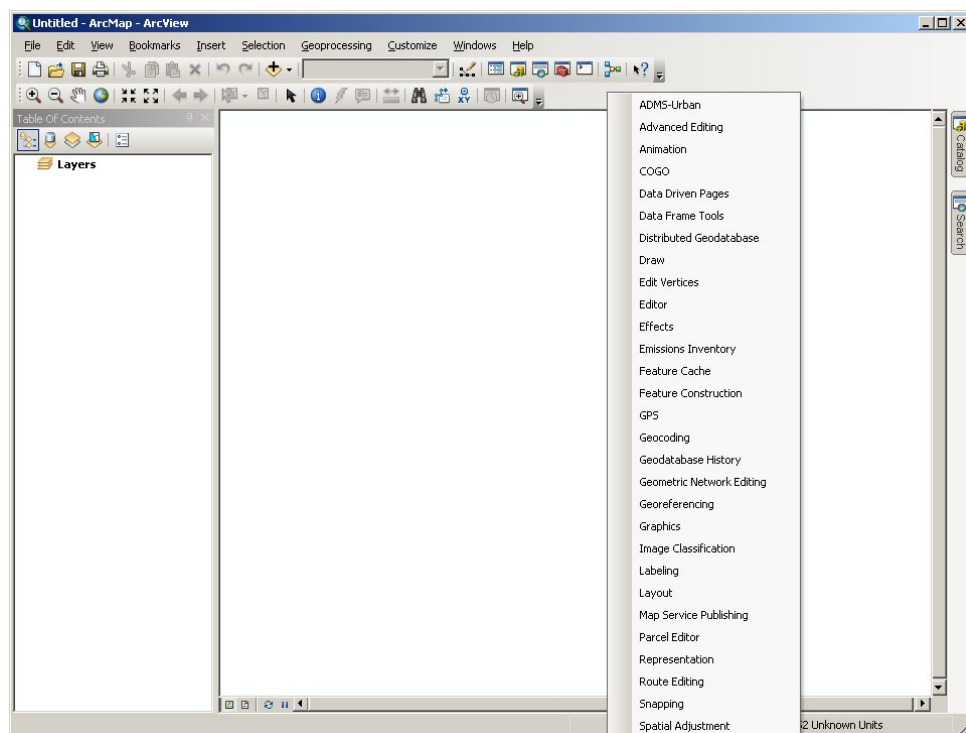 Untitled - ArcMap - ArcView
File Edit View Bookmarks Insert Selection Geoprocessing Customize Windows Help
Table Of Contents
Layers
ADMS-Urban
Advanced Editing
Animation
COGO
Data Driven Pages
Data Frame Tools
Distributed Geodatabase
Draw
Edit Vertices
Editor
Effects
Emissions Inventory
Feature Cache
Feature Construction
GPS
Geocoding
Geodatabase History
Geometric Network Editing
Georeferencing
Graphics
Image Classification
Labeling
Layout
Map Service Publishing
Parcel Editor
Representation
Route Editing
Snapping
Spatial Adjustment
Catalog
Search
Unknown Units